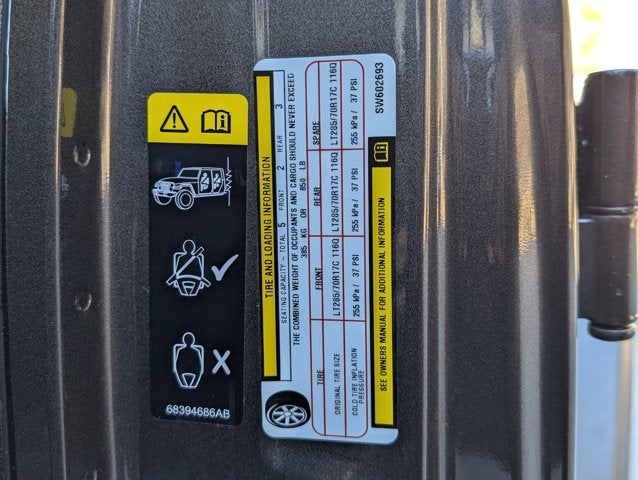 TIRE AND LOADING INFORMATION
SEATING CAPACITY - TOTAL 5 FRONT 2 REAR 3
THE COMBINED WEIGHT OF OCCUPANTS AND CARGO SHOULD NEVER EXCEED
385 KG OR 850 LB
TIRE FRONT REAR SPARE
ORIGINAL TIRE SIZE LT285/70R17C 116Q LT285/70R17C 116Q LT285/70R17C 116Q
COLD TIRE INFLATION
PRESSURE 255 kPa / 37 PSI 255 kPa / 37 PSI 255 kPa / 37 PSI
SEE OWNERS MANUAL FOR ADDITIONAL INFORMATION
SW602693
68394686AB